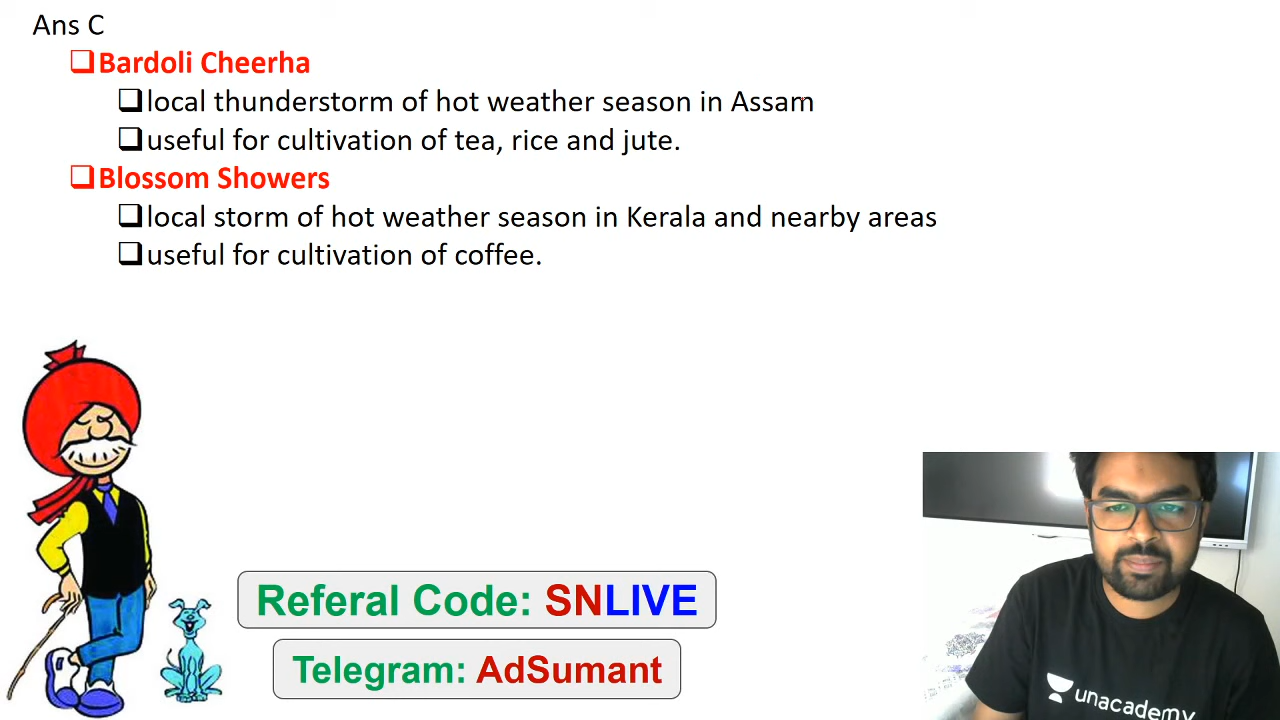 Ans C
Bardoli Cheerha
local thunderstorm of hot weather season in Assam
useful for cultivation of tea, rice and jute.
Blossom Showers
local storm of hot weather season in Kerala and nearby areas
useful for cultivation of coffee.
Referal Code: SNLIVE
Telegram: AdSumant
unacademy